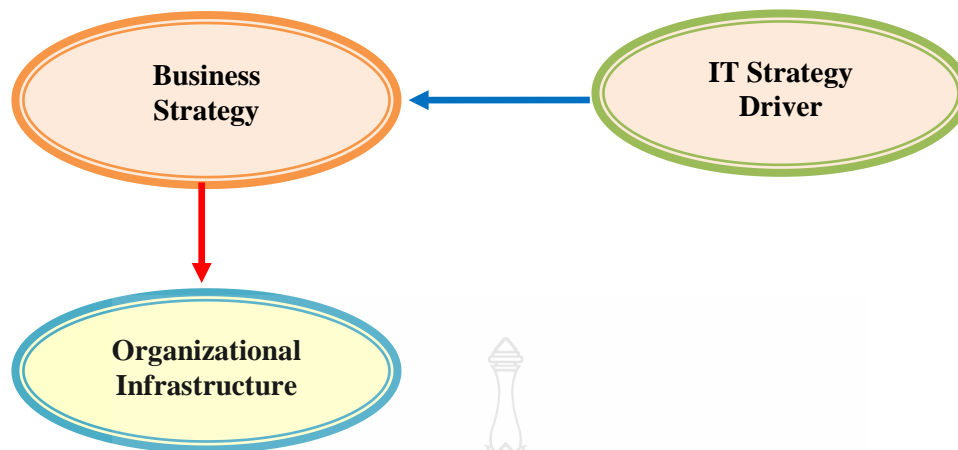 Business
Strategy
IT Strategy
Driver
Organizational
Infrastructure